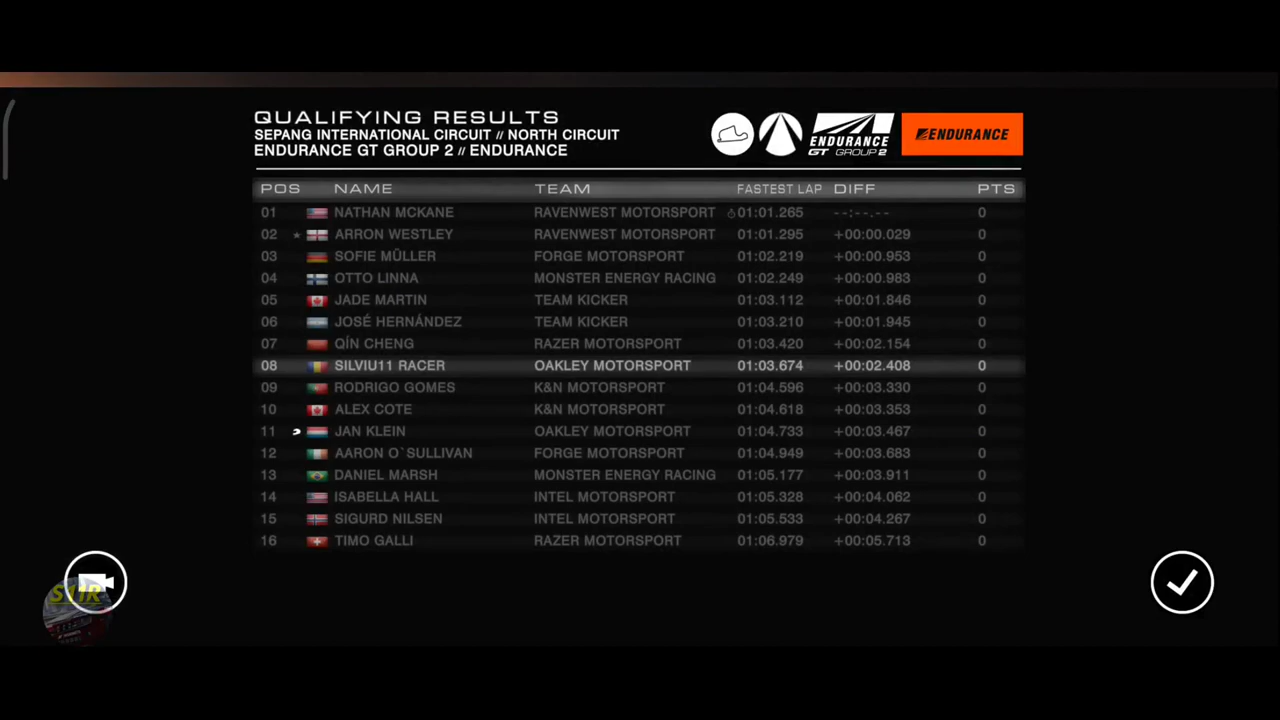 QUALIFYING RESULTS
SEPANG INTERNATIONAL CIRCUIT // NORTH CIRCUIT
ENDURANCE GT GROUP 2 // ENDURANCE
ENDURANCE
GT GROUP 2
ENDURANCE
POS NAME TEAM FASTEST LAP DIFF PTS
01 NATHAN MCKANE RAVENWEST MOTORSPORT 01:01.265 --:--.-- 0
02 ARRON WESTLEY RAVENWEST MOTORSPORT 01:01.295 +00:00.029 0
03 SOFIE MÜLLER FORGE MOTORSPORT 01:02.219 +00:00.953 0
04 OTTO LINNA MONSTER ENERGY RACING 01:02.249 +00:00.983 0
05 JADE MARTIN TEAM KICKER 01:03.112 +00:01.846 0
06 JOSÉ HERNÁNDEZ TEAM KICKER 01:03.210 +00:01.945 0
07 QÍN CHENG RAZER MOTORSPORT 01:03.420 +00:02.154 0
08 SILVIU11 RACER OAKLEY MOTORSPORT 01:03.674 +00:02.408 0
09 RODRIGO GOMES K&N MOTORSPORT 01:04.596 +00:03.330 0
10 ALEX COTE K&N MOTORSPORT 01:04.618 +00:03.353 0
11 JAN KLEIN OAKLEY MOTORSPORT 01:04.733 +00:03.467 0
12 AARON O`SULLIVAN FORGE MOTORSPORT 01:04.949 +00:03.683 0
13 DANIEL MARSH MONSTER ENERGY RACING 01:05.177 +00:03.911 0
14 ISABELLA HALL INTEL MOTORSPORT 01:05.328 +00:04.062 0
15 SIGURD NILSEN INTEL MOTORSPORT 01:05.533 +00:04.267 0
16 TIMO GALLI RAZER MOTORSPORT 01:06.979 +00:05.713 0
S11R